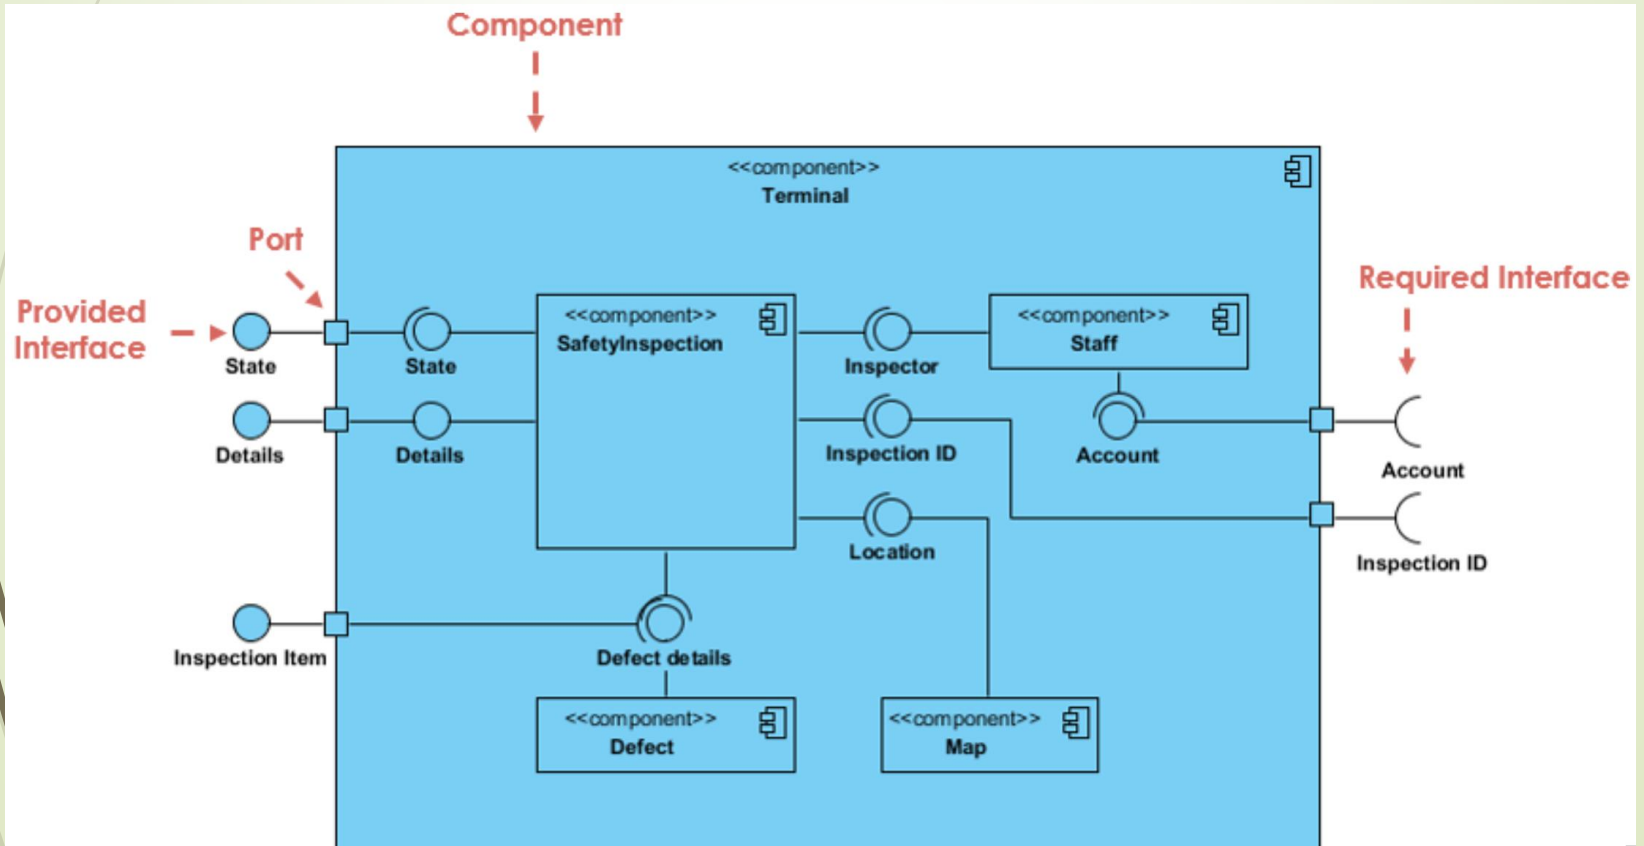 Component
<<component>>
Terminal
Port
Required Interface
Provided
Interface
<<component>>
SafetyInspection
<<component>>
Staff
State
State
Inspector
Details
Details
Inspection ID
Account
Account
Location
Inspection ID
Inspection Item
Defect details
<<component>>
Defect
<<component>>
Map